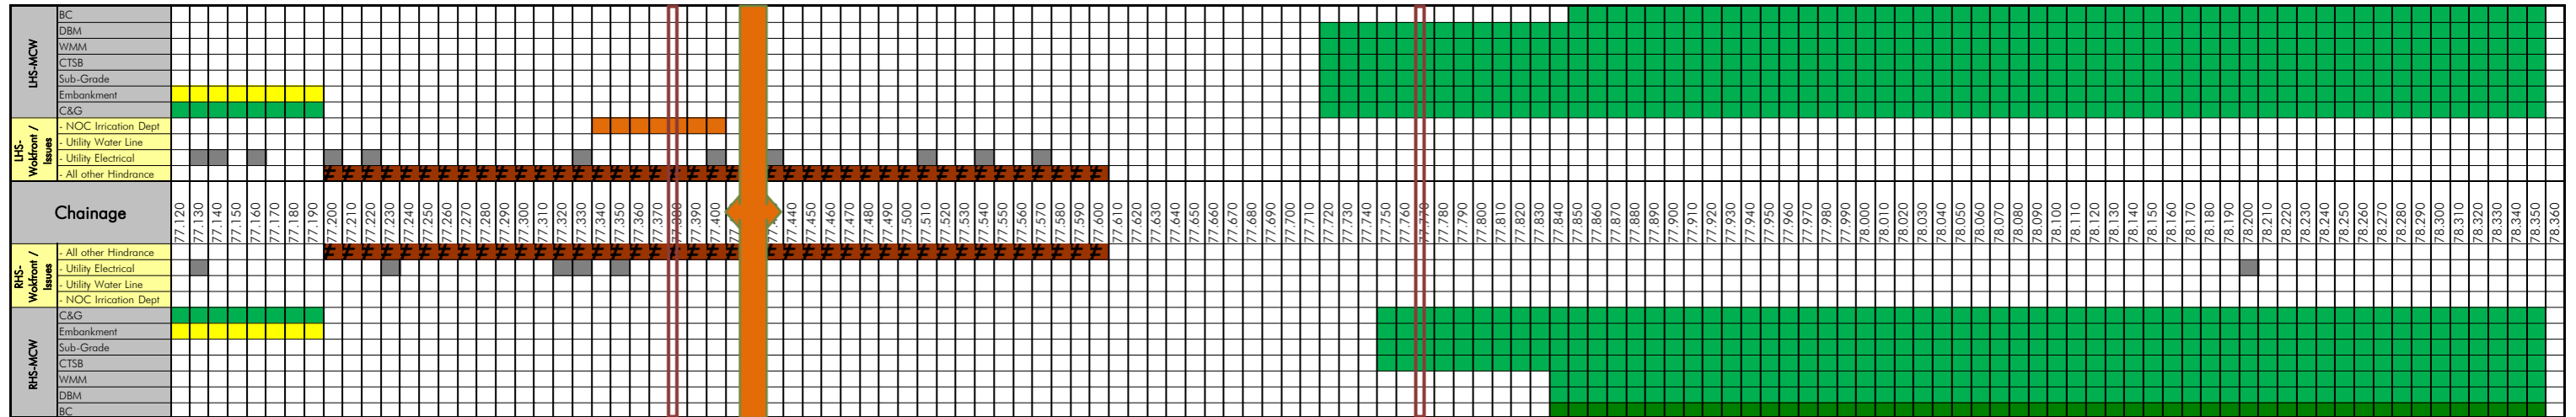 LHS-MCW
BC
DBM
WMM
CTSB
Sub-Grade
Embankment
C&G
LHS-
Wokfront /
Issues
- NOC Irrication Dept
- Utility Water Line
- Utility Electrical
- All other Hindrance
≠ ≠ ≠ ≠ ≠ ≠ ≠ ≠ ≠ ≠ ≠ ≠ ≠ ≠ ≠ ≠ ≠ ≠ ≠ ≠ ≠ ≠ ≠ ≠ ≠ ≠ ≠ ≠ ≠ ≠ ≠ ≠ ≠ ≠ ≠ ≠ ≠ ≠ ≠
Chainage
77.120 77.130 77.140 77.150 77.160 77.170 77.180 77.190 77.200 77.210 77.220 77.230 77.240 77.250 77.260 77.270 77.280 77.290 77.300 77.310 77.320 77.330 77.340 77.350 77.360 77.370 77.380 77.390 77.400 77.440 77.450 77.460 77.470 77.480 77.490 77.500 77.510 77.520 77.530 77.540 77.550 77.560 77.570 77.580 77.590 77.600 77.610 77.620 77.630 77.640 77.650 77.660 77.670 77.680 77.690 77.700 77.710 77.720 77.730 77.740 77.750 77.760 77.770 77.780 77.790 77.800 77.810 77.820 77.830 77.840 77.850 77.860 77.870 77.880 77.890 77.900 77.910 77.920 77.930 77.940 77.950 77.960 77.970 77.980 77.990 78.000 78.010 78.020 78.030 78.040 78.050 78.060 78.070 78.080 78.090 78.100 78.110 78.120 78.130 78.140 78.150 78.160 78.170 78.180 78.190 78.200 78.210 78.220 78.230 78.240 78.250 78.260 78.270 78.280 78.290 78.300 78.310 78.320 78.330 78.340 78.350 78.360
RHS-
Wokfront /
Issues
- All other Hindrance
≠ ≠ ≠ ≠ ≠ ≠ ≠ ≠ ≠ ≠ ≠ ≠ ≠ ≠ ≠ ≠ ≠ ≠ ≠ ≠ ≠ ≠ ≠ ≠ ≠ ≠ ≠ ≠ ≠ ≠ ≠ ≠ ≠ ≠ ≠ ≠ ≠ ≠ ≠
- Utility Electrical
- Utility Water Line
- NOC Irrication Dept
RHS-MCW
C&G
Embankment
Sub-Grade
CTSB
WMM
DBM
BC